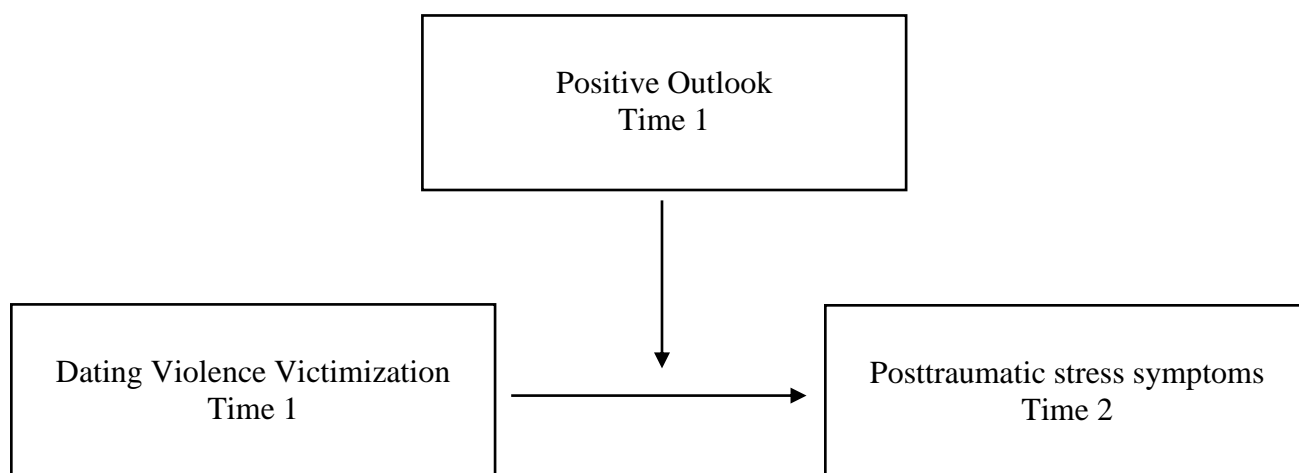 Positive Outlook
Time 1
Dating Violence Victimization
Time 1
Posttraumatic stress symptoms
Time 2